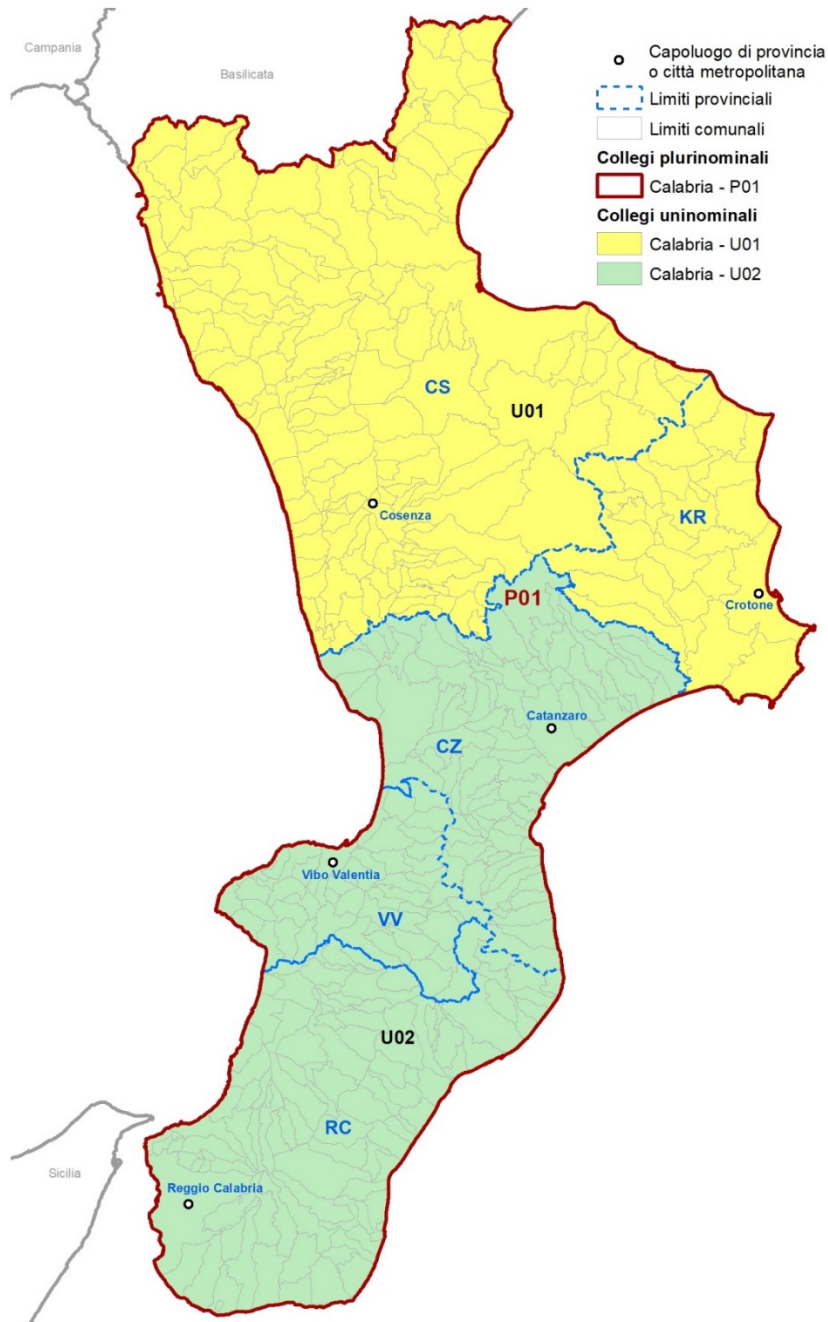 Campania
Basilicata
Capoluogo di provincia
o città metropolitana
Limiti provinciali
Limiti comunali
Collegi plurinominali
Calabria - P01
Collegi uninominali
Calabria - U01
Calabria - U02
CS
U01
Cosenza
KR
P01
Crotone
Catanzaro
CZ
Vibo Valentia
VV
U02
RC
Sicilia
Reggio Calabria